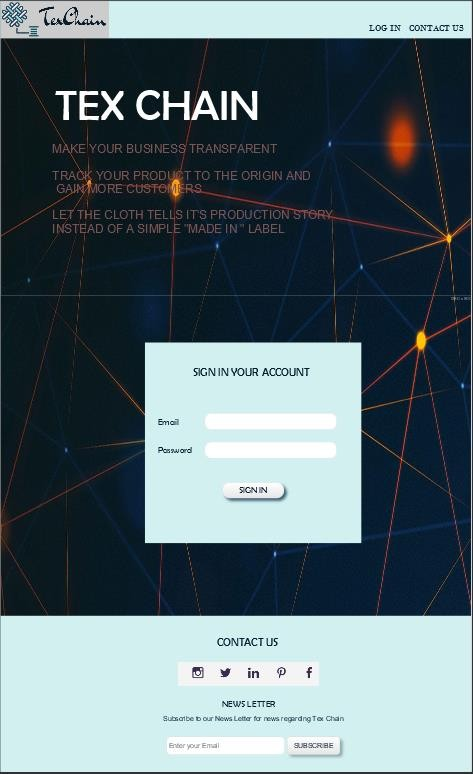 TexChain
LOG IN CONTACT US
TEX CHAIN
MAKE YOUR BUSINESS TRANSPARENT
TRACK YOUR PRODUCT TO THE ORIGIN AND
GAIN MORE CUSTOMERS
LET THE CLOTH TELLS IT'S PRODUCTION STORY
INSTEAD OF A SIMPLE "MADE IN " LABEL
SIGN IN YOUR ACCOUNT
Email
Password
SIGN IN
CONTACT US
NEWS LETTER
Subscribe to our News Letter for news regarding Tex Chain
Enter your Email
SUBSCRIBE